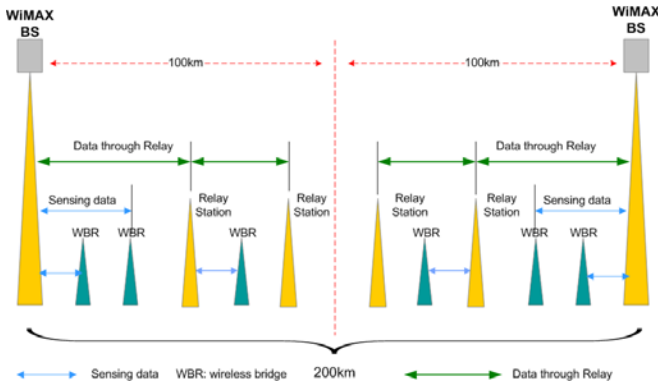 WiMAX
BS
WiMAX
BS
100km
100km
Data through Relay
Data through Relay
Sensing data
Relay
Station
Relay
Station
Relay
Station
Relay
Station
Sensing data
WBR
WBR
WBR
WBR
WBR
WBR
Sensing data
WBR: wireless bridge
200km
Data through Relay